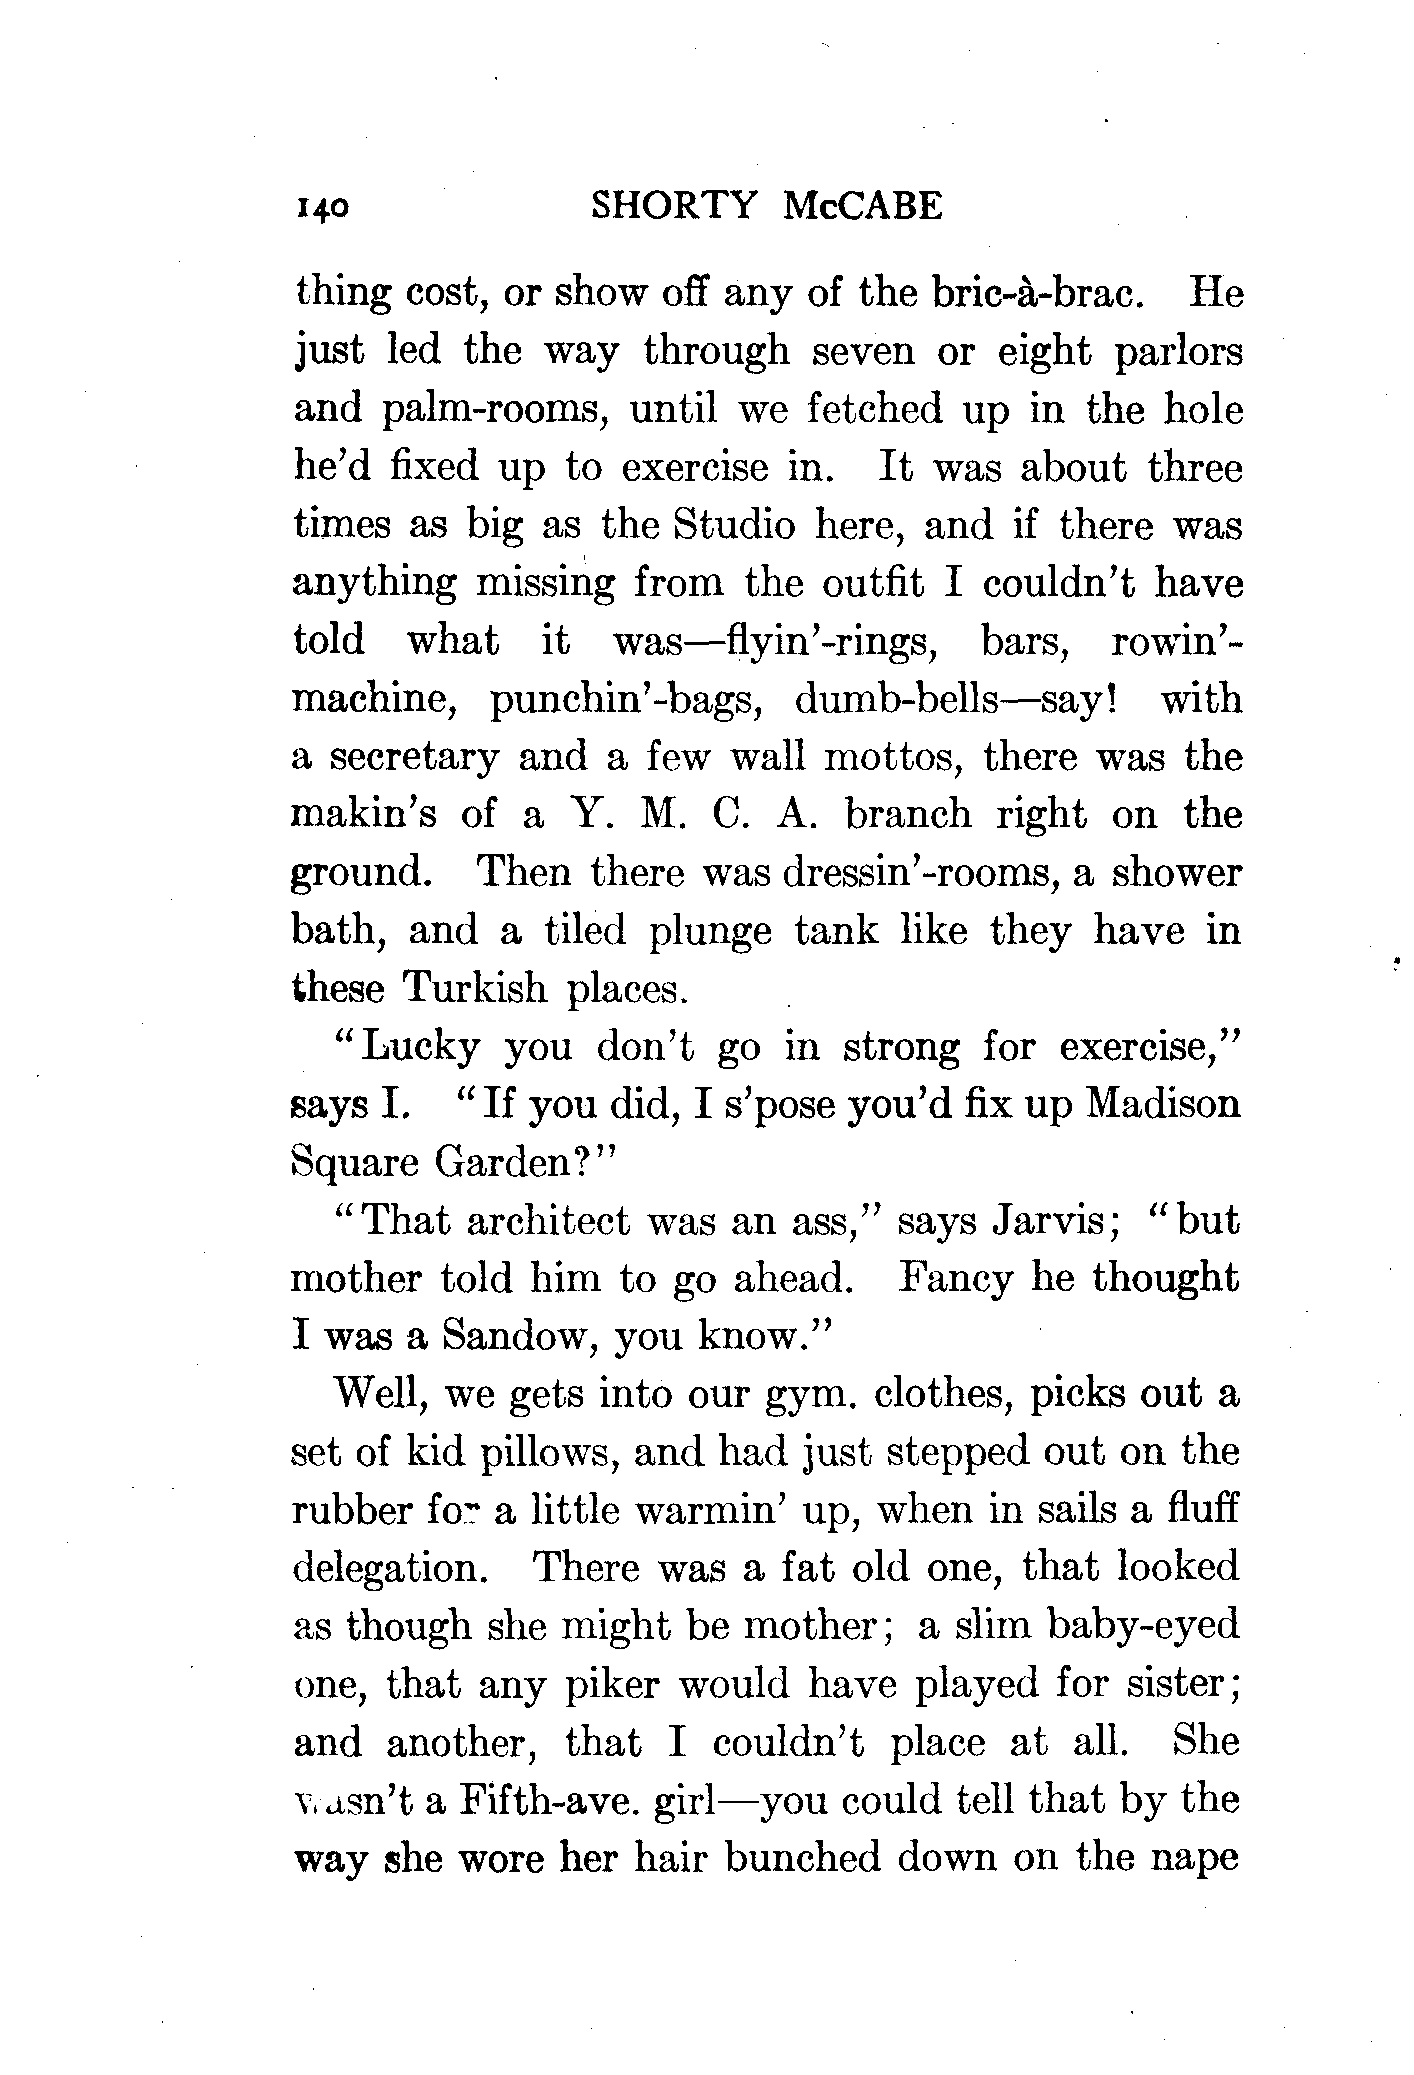 140 SHORTY McCABE
thing cost, or show off any of the bric-à-brac. He
just led the way through seven or eight parlors
and palm-rooms, until we fetched up in the hole
he'd fixed up to exercise in. It was about three
times as big as the Studio here, and if there was
anything missing from the outfit I couldn't have
told what it was—flyin'-rings, bars, rowin'-
machine, punchin'-bags, dumb-bells—say! with
a secretary and a few wall mottos, there was the
makin's of a Y. M. C. A. branch right on the
ground. Then there was dressin'-rooms, a shower
bath, and a tiled plunge tank like they have in
these Turkish places.
"Lucky you don't go in strong for exercise,"
says I. "If you did, I s'pose you'd fix up Madison
Square Garden?"
"That architect was an ass," says Jarvis; "but
mother told him to go ahead. Fancy he thought
I was a Sandow, you know."
Well, we gets into our gym. clothes, picks out a
set of kid pillows, and had just stepped out on the
rubber for a little warmin' up, when in sails a fluff
delegation. There was a fat old one, that looked
as though she might be mother; a slim baby-eyed
one, that any piker would have played for sister;
and another, that I couldn't place at all. She
wasn't a Fifth-ave. girl—you could tell that by the
way she wore her hair bunched down on the nape